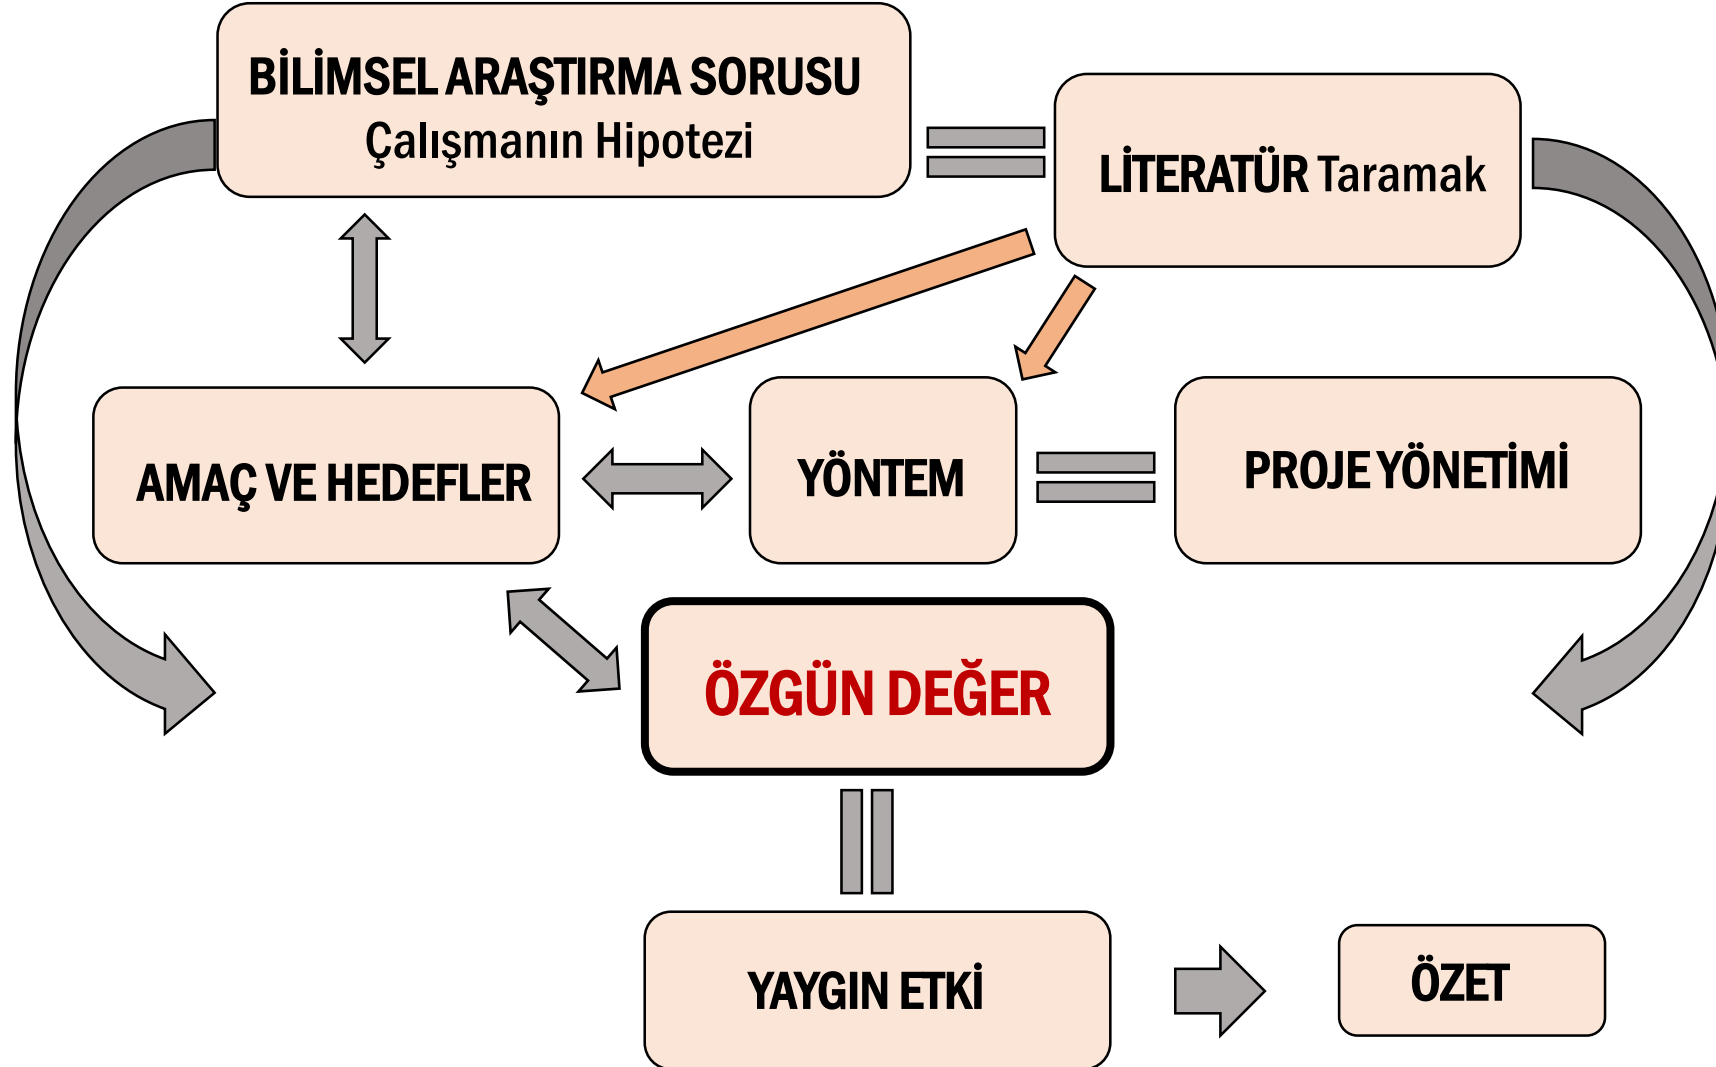 BİLİMSEL ARAŞTIRMA SORUSU
Çalışmanın Hipotezi
LİTERATÜR Taramak
AMAÇ VE HEDEFLER
YÖNTEM
PROJE YÖNETİMİ
ÖZGÜN DEĞER
YAYGIN ETKİ
ÖZET